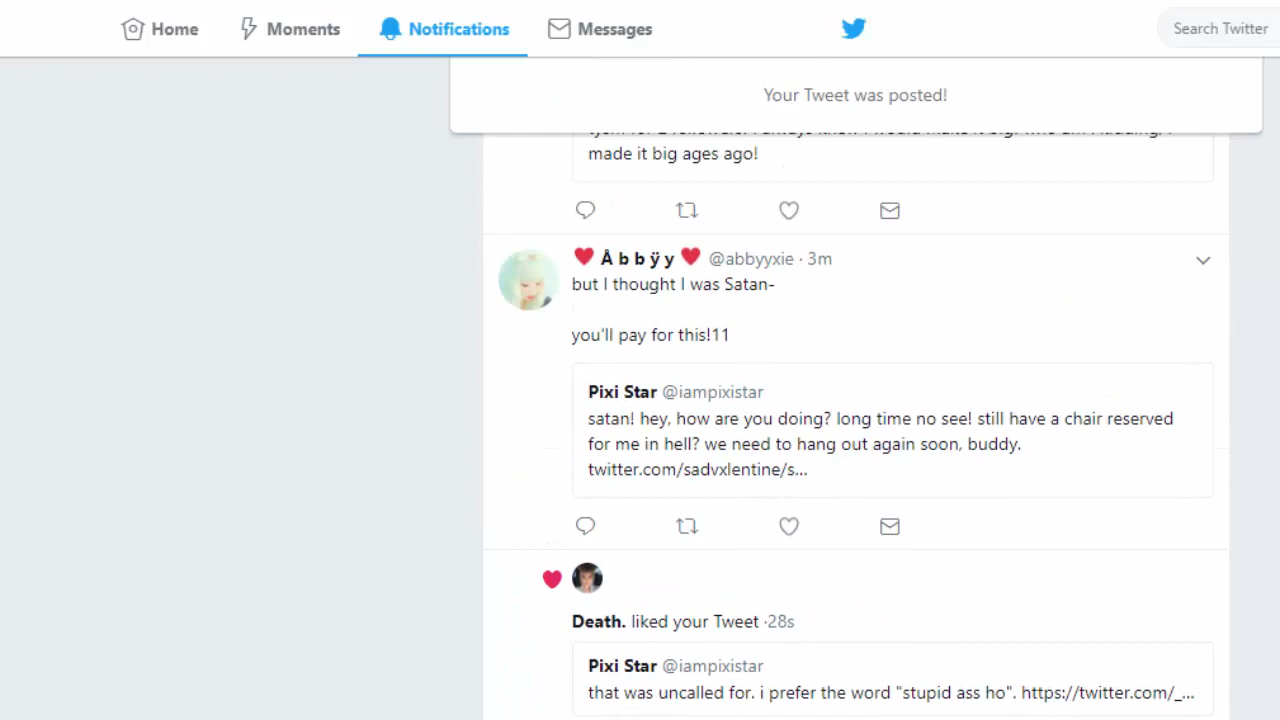 Home Moments Notifications Messages Search Twitter
Your Tweet was posted!
made it big ages ago!
Å b b ÿ y @abbyyxie · 3m
but I thought I was Satan-
you'll pay for this!11
Pixi Star @iampixistar
satan! hey, how are you doing? long time no see! still have a chair reserved
for me in hell? we need to hang out again soon, buddy.
twitter.com/sadvxlentine/s...
Death. liked your Tweet ·28s
Pixi Star @iampixistar
that was uncalled for. i prefer the word "stupid ass ho". https://twitter.com/_...